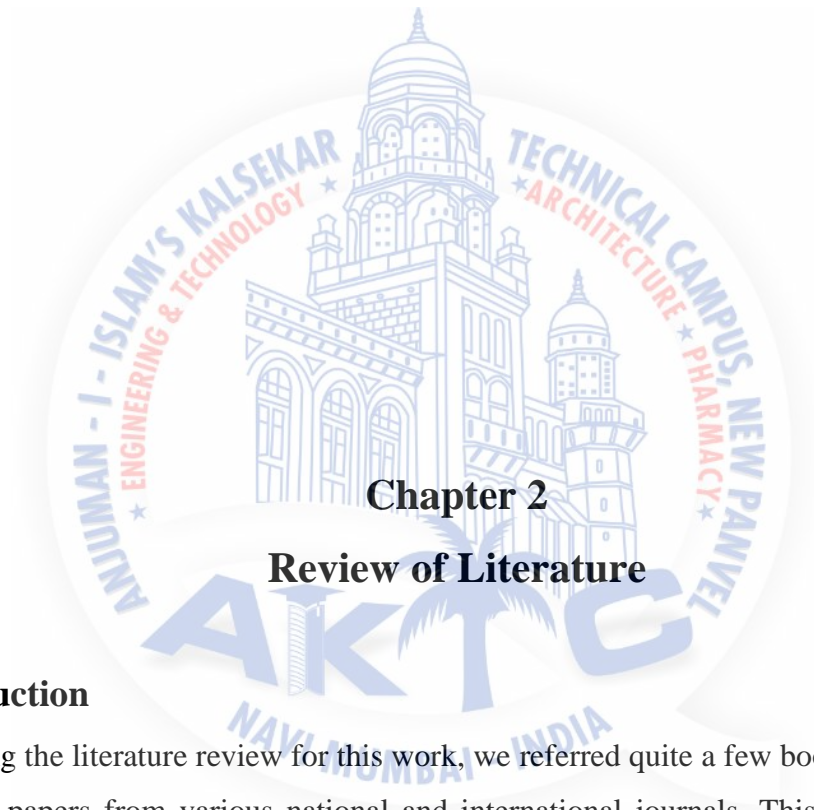 ANJUMAN - I - ISLAM'S KALSEKAR TECHNICAL CAMPUS, NEW PANVEL
ENGINEERING & TECHNOLOGY ★ ★ ARCHITECTURE ★ PHARMACY ★
Chapter 2
Review of Literature
AKTC
NAVI MUMBAI - INDIA
uction
g the literature review for this work, we referred quite a few boo
papers from various national and international journals. This